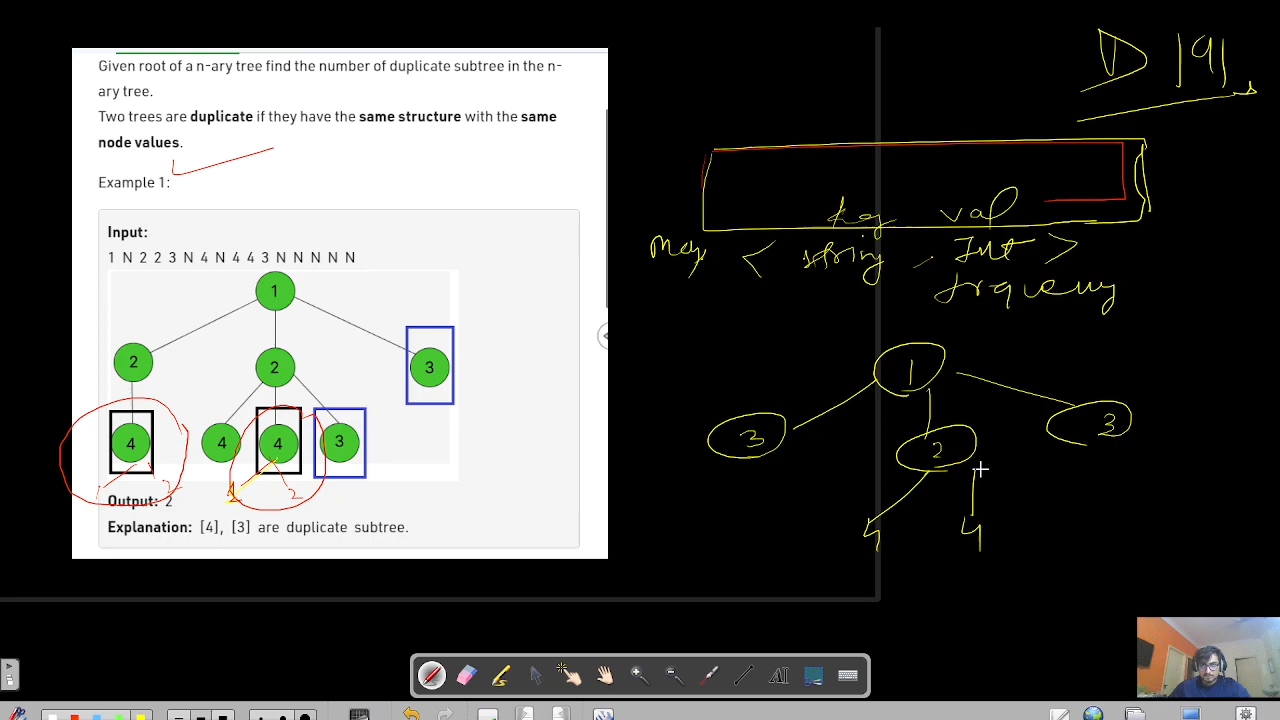 Given root of a n-ary tree find the number of duplicate subtree in the n-
ary tree.
Two trees are duplicate if they have the same structure with the same
node values.
Example 1:
Input:
1 N 2 2 3 N 4 N 4 4 3 N N N N N
1
2
2
3
4
4
4
3
2
2
Output: 2
Explanation: [4], [3] are duplicate subtree.
D 191
key val
Map < string , Int >
frequency
1
3
2
3
4
4